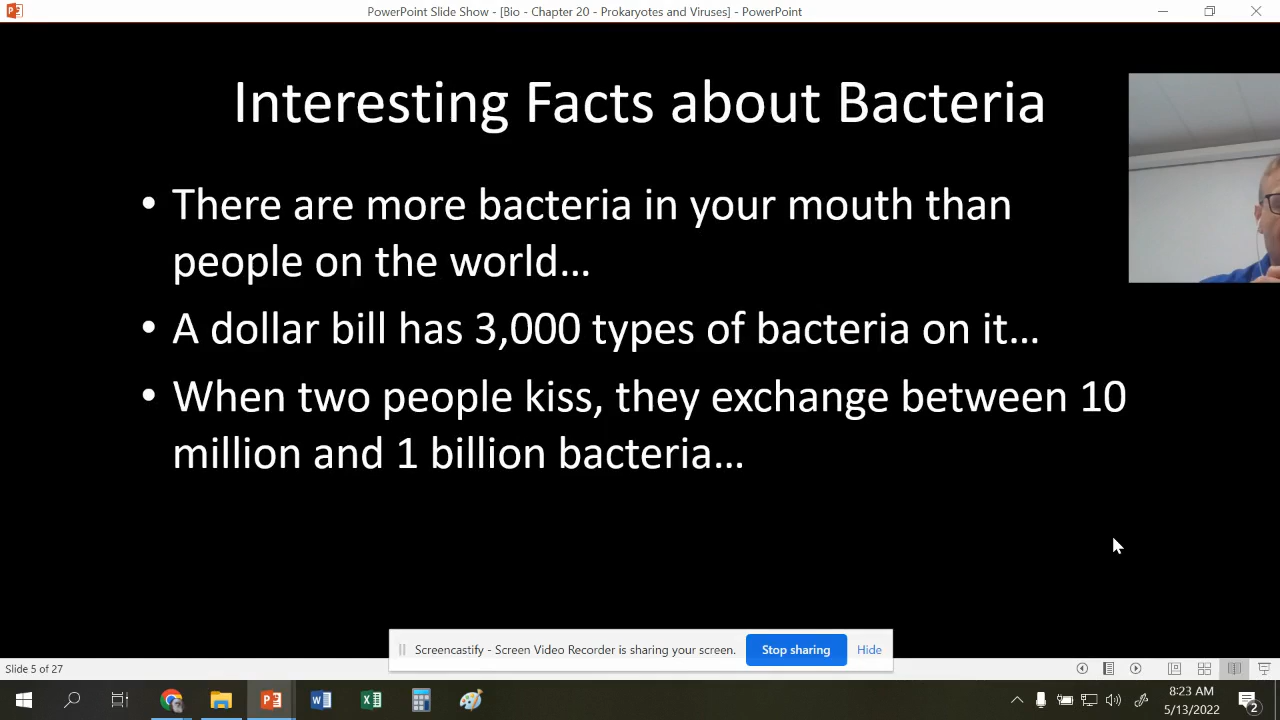 PowerPoint Slide Show - [Bio - Chapter 20 - Prokaryotes and Viruses] - PowerPoint
Interesting Facts about Bacteria
• There are more bacteria in your mouth than
people on the world…
• A dollar bill has 3,000 types of bacteria on it…
• When two people kiss, they exchange between 10
million and 1 billion bacteria…
Screencastify - Screen Video Recorder is sharing your screen.
Stop sharing
Hide
Slide 5 of 27
8:23 AM
5/13/2022
2